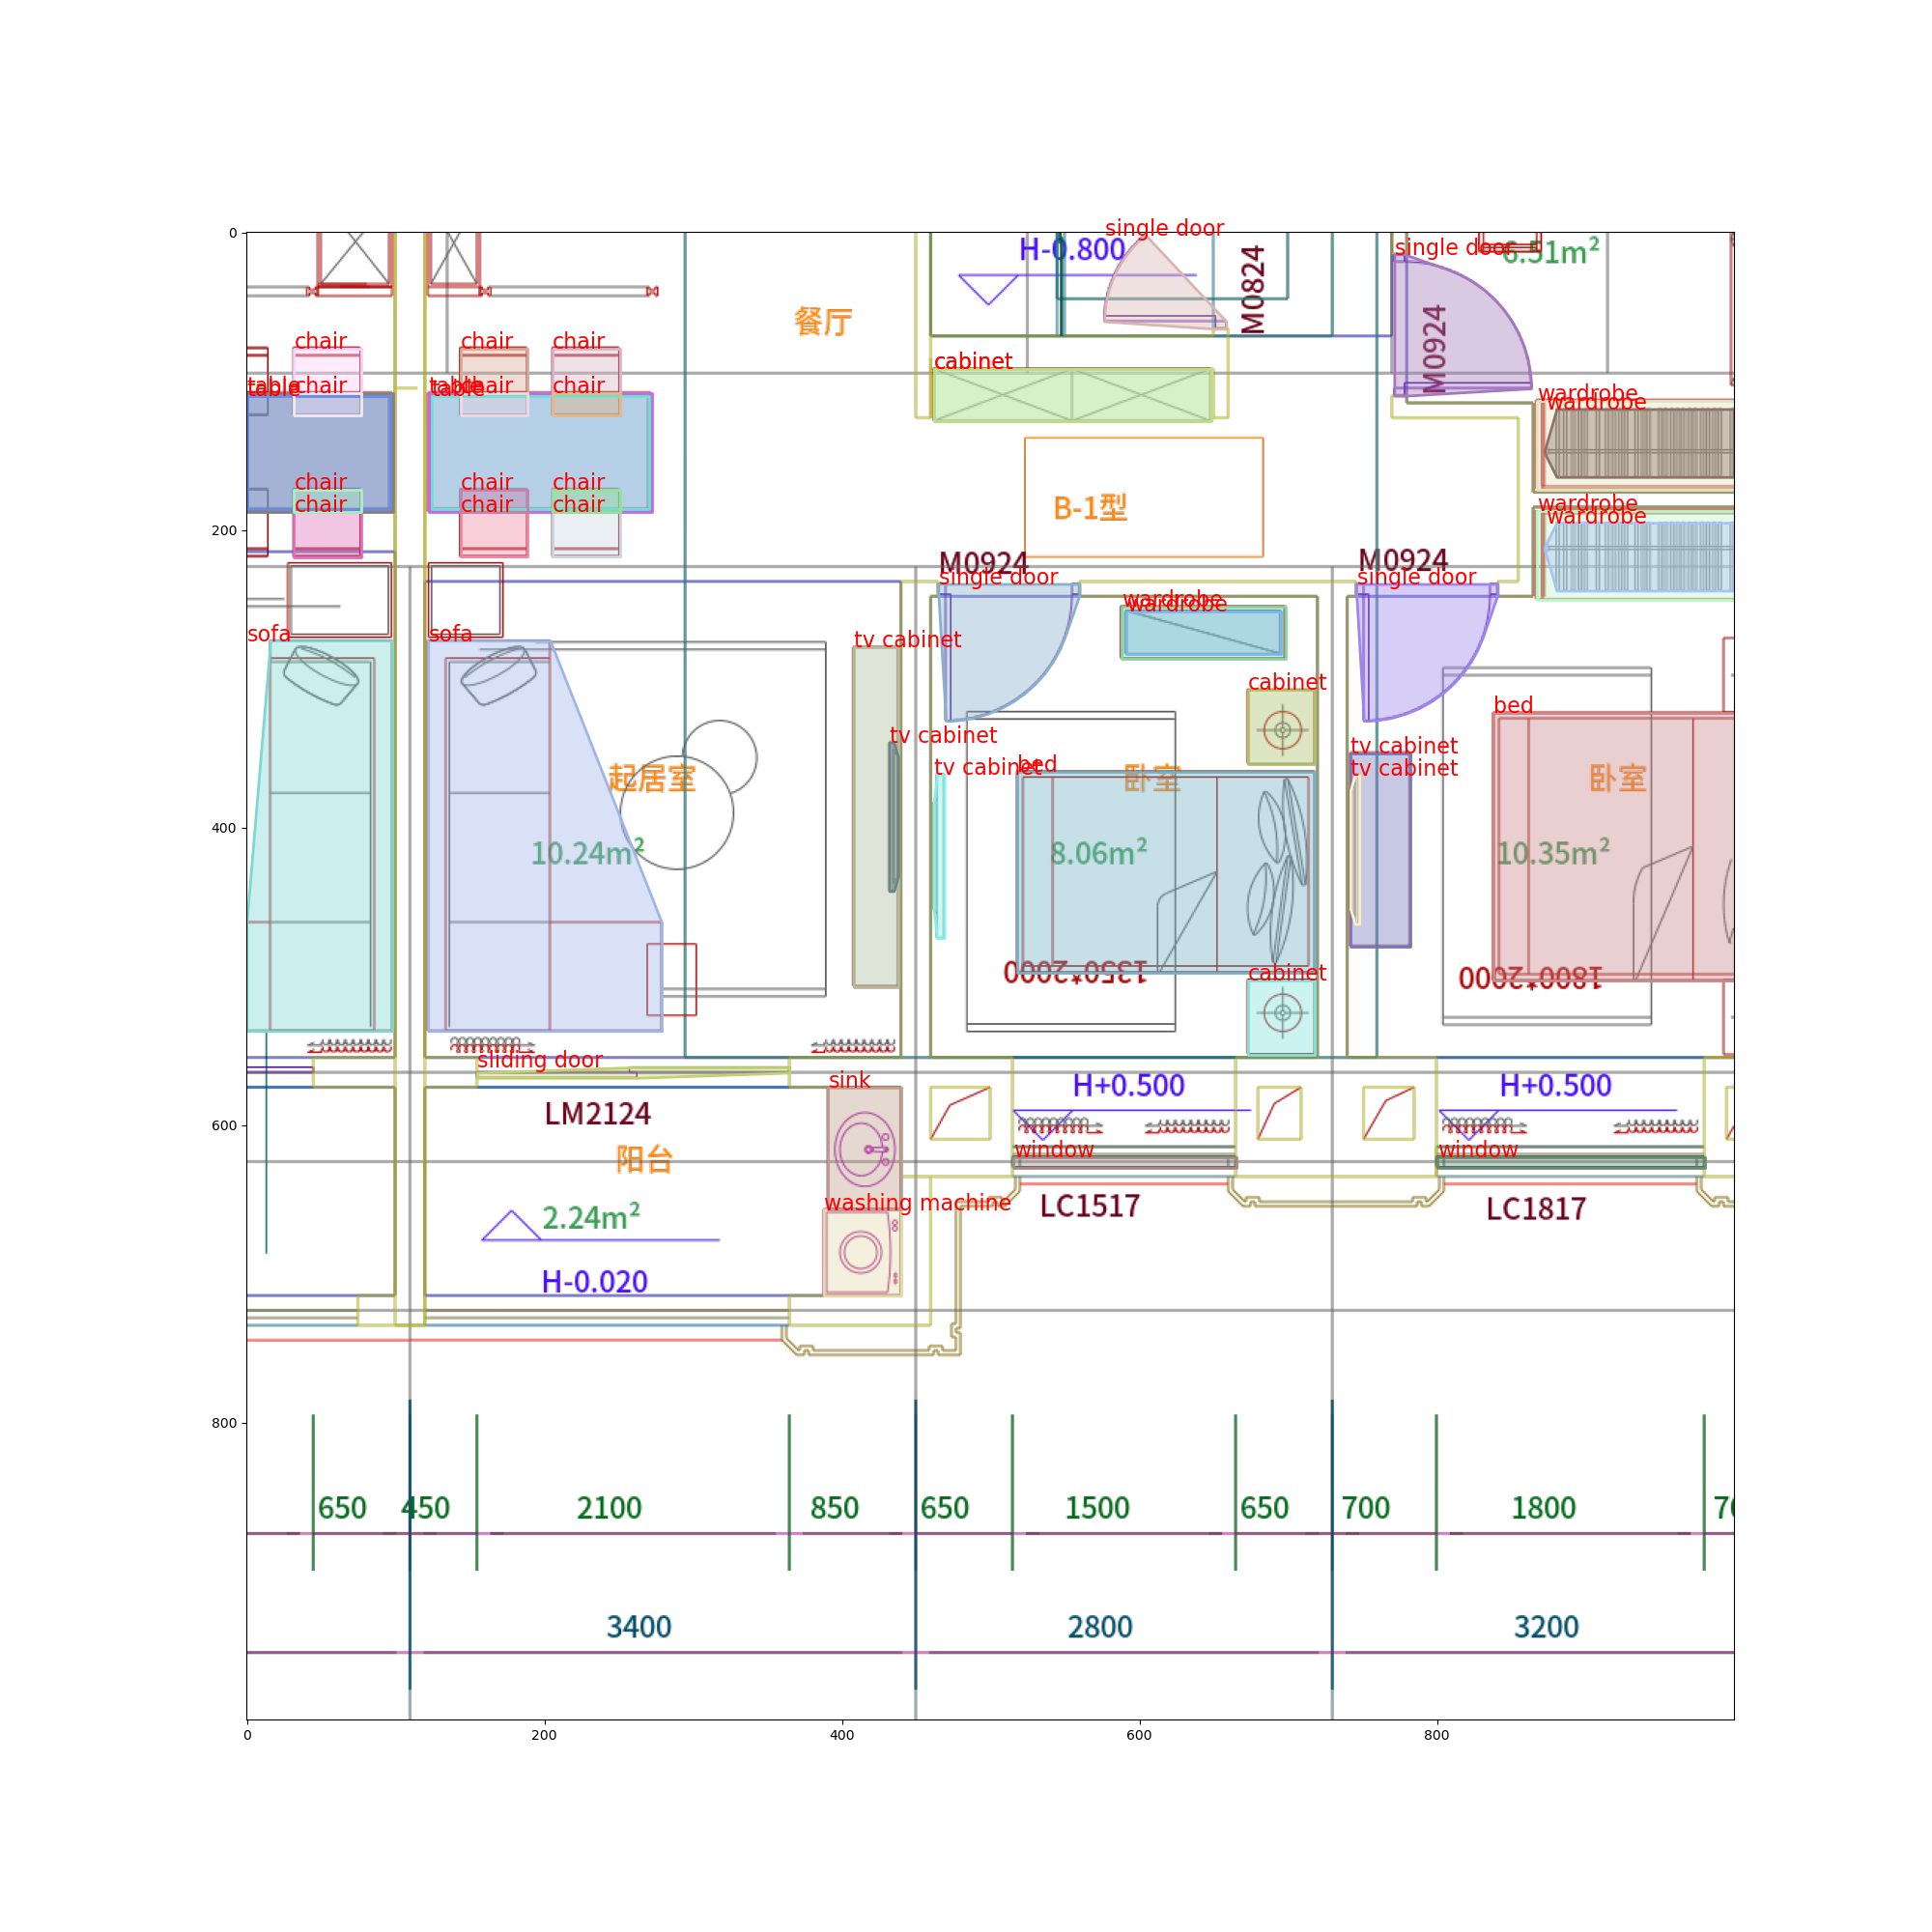 0
200
400
600
800
0
200
400
600
800
single door
single door
H-0.800
M0824
6.51m²
餐厅
M0924
chair
chair
chair
cabinet
table
chair
table
chair
chair
wardrobe
wardrobe
chair
chair
chair
chair
chair
chair
wardrobe
wardrobe
B-1型
M0924
M0924
single door
single door
wardrobe
wardrobe
sofa
sofa
tv cabinet
cabinet
bed
tv cabinet
tv cabinet
tv cabinet
bed
tv cabinet
起居室
卧室
卧室
10.24m²
8.06m²
10.35m²
1350*2000
cabinet
1800*2000
sliding door
sink
H+0.500
H+0.500
LM2124
阳台
window
window
washing machine
LC1517
LC1817
2.24m²
H-0.020
650
450
2100
850
650
1500
650
700
1800
3400
2800
3200